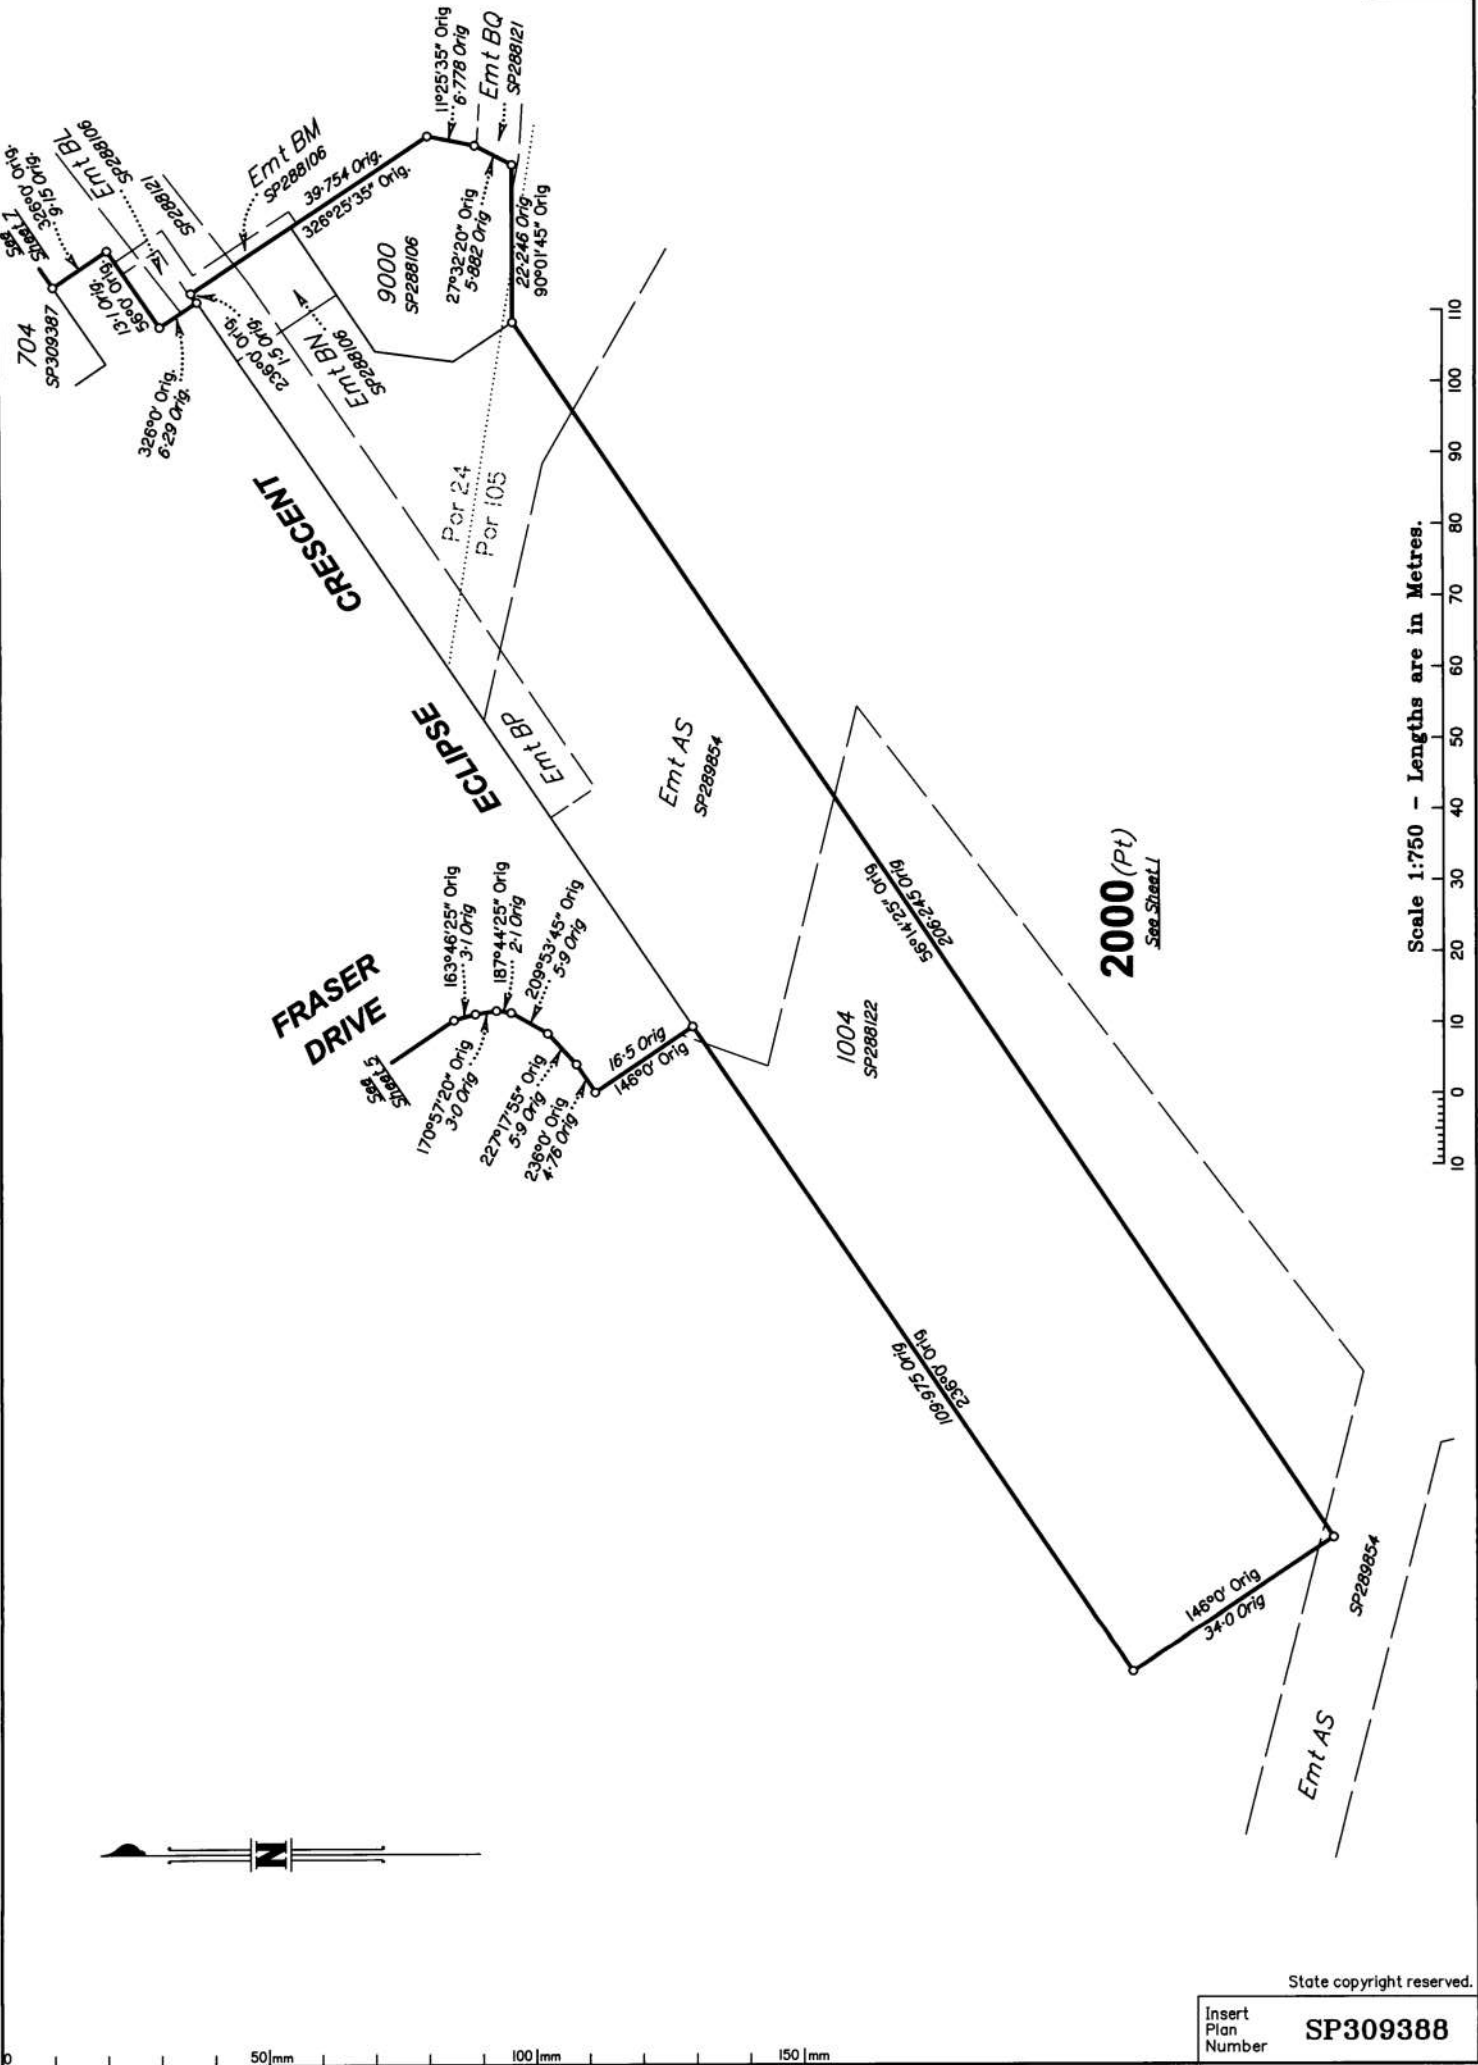 See
Sheet 7
326°0' Orig.
9·15 Orig.
Emt BL
SP288106
704
SP309387
13·1 Orig.
56°0' Orig.
SP288121
Emt BM
SP288106
39·754 Orig.
326°25'35" Orig.
11°25'35" Orig
6·778 Orig
Emt BQ
SP288121
326°0' Orig.
6·29 Orig.
236°0' Orig.
1·5 Orig.
Emt BN
SP288106
9000
SP288106
27°32'20" Orig
5·882 Orig
22·246 Orig
90°01'45" Orig
Por 24
Por 105
CRESCENT
ECLIPSE
Emt BP
Emt AS
SP289854
FRASER
DRIVE
See
Sheet 5
163°46'25" Orig
3·1 Orig
187°44'25" Orig
2·1 Orig
209°53'45" Orig
5·9 Orig
170°57'20" Orig
3·0 Orig
227°17'55" Orig
5·9 Orig
236°0' Orig
4·76 Orig
16·5 Orig
146°0' Orig
1004
SP288122
56°14'25" Orig
206·245 Orig
2000 (Pt)
See Sheet 1
109·975 Orig
236°0' Orig
146°0' Orig
34·0 Orig
SP289854
Emt AS
N
Scale 1:750 - Lengths are in Metres.
10 0 10 20 30 40 50 60 70 80 90 100 110
State copyright reserved.
Insert
Plan
Number
SP309388
0 50 mm 100 mm 150 mm